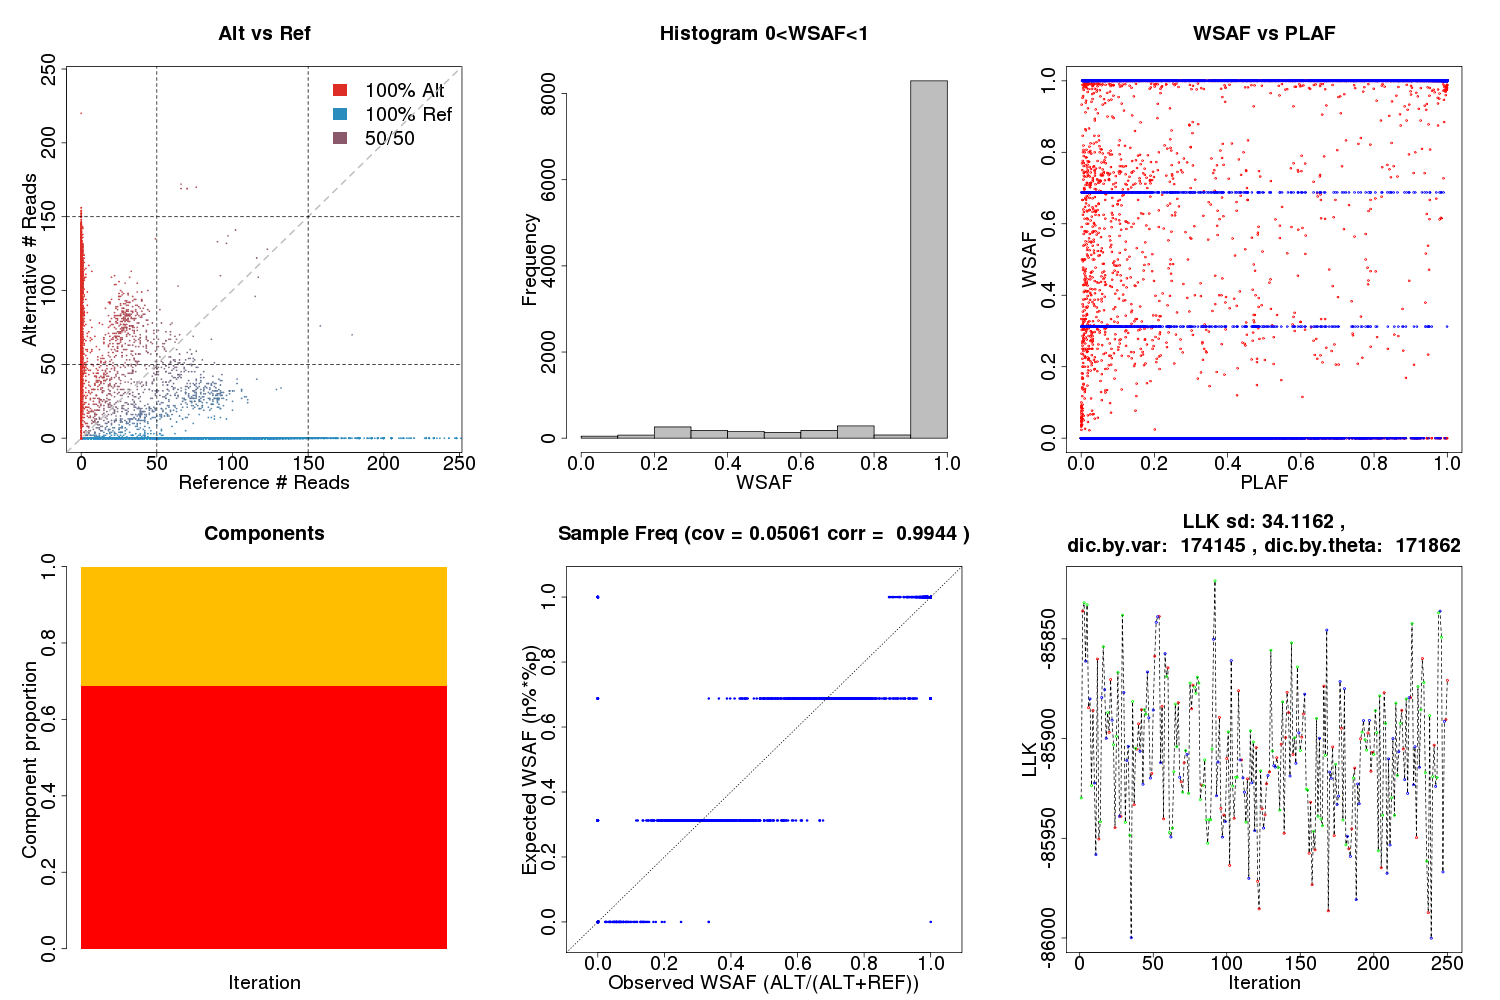 Alt vs Ref
250
200
150
100
50
0
Alternative # Reads
100% Alt
100% Ref
50/50
0 50 100 150 200 250
Reference # Reads
Histogram 0<WSAF<1
8000
6000
4000
2000
0
Frequency
0.0 0.2 0.4 0.6 0.8 1.0
WSAF
WSAF vs PLAF
1.0
0.8
0.6
0.4
0.2
0.0
WSAF
0.0 0.2 0.4 0.6 0.8 1.0
PLAF
Components
1.0
0.8
0.6
0.4
0.2
0.0
Component proportion
Iteration
Sample Freq (cov = 0.05061 corr = 0.9944 )
1.0
0.8
0.6
0.4
0.2
0.0
Expected WSAF (h%*%p)
0.0 0.2 0.4 0.6 0.8 1.0
Observed WSAF (ALT/(ALT+REF))
LLK sd: 34.1162 ,
dic.by.var: 174145 , dic.by.theta: 171862
-85850
-85900
-85950
-86000
LLK
0 50 100 150 200 250
Iteration